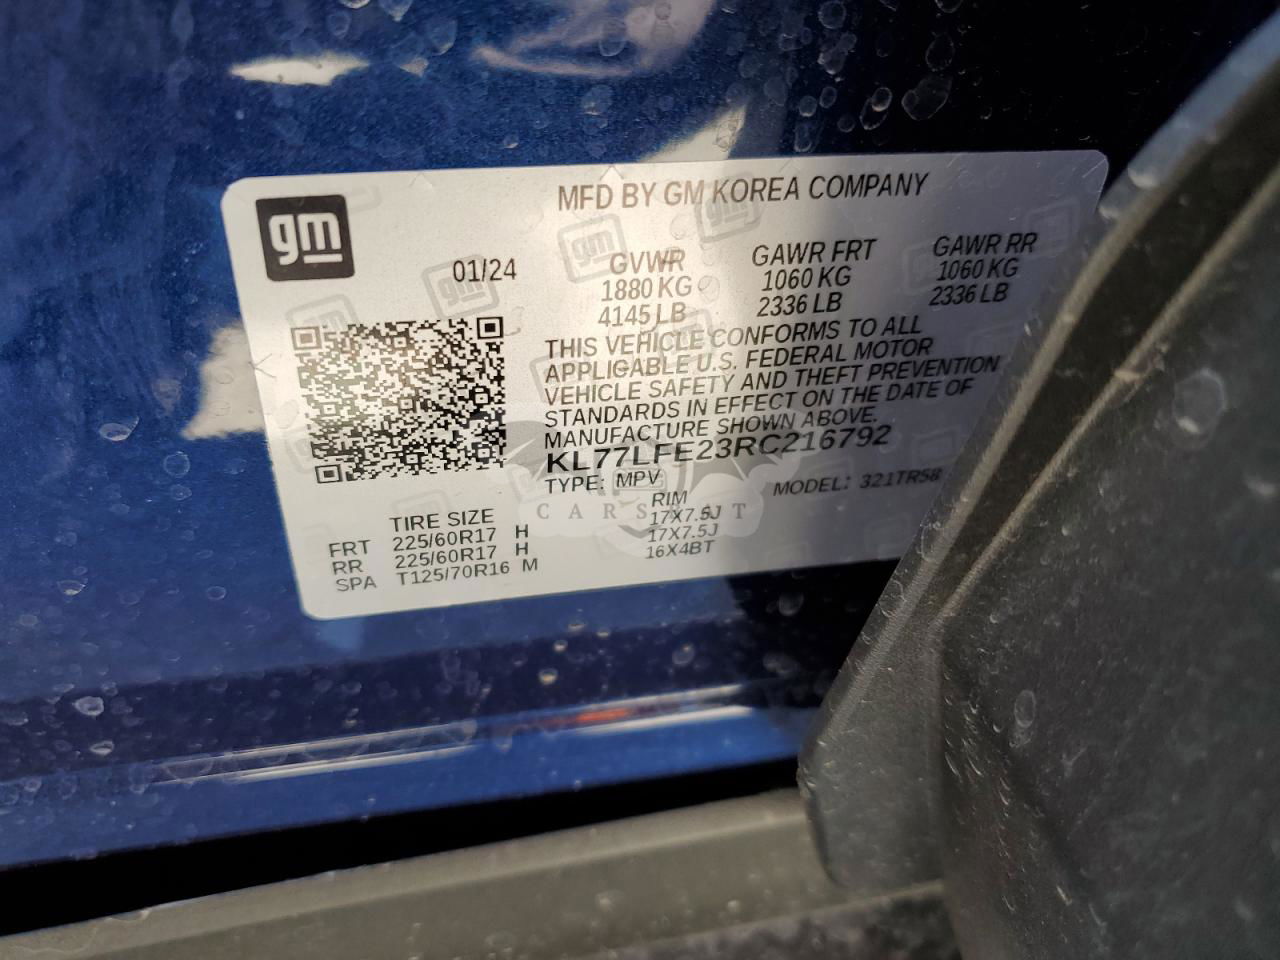 gm
MFD BY GM KOREA COMPANY
01/24
GVWR GAWR FRT GAWR RR
1880 KG 1060 KG 1060 KG
4145 LB 2336 LB 2336 LB
THIS VEHICLE CONFORMS TO ALL
APPLICABLE U.S. FEDERAL MOTOR
VEHICLE SAFETY AND THEFT PREVENTION
STANDARDS IN EFFECT ON THE DATE OF
MANUFACTURE SHOWN ABOVE.
KL77LFE23RC216792
TYPE: MPV MODEL: 321TR58
TIRE SIZE RIM
FRT 225/60R17 H 17X7.5J
RR 225/60R17 H 17X7.5J
SPA T125/70R16 M 16X4BT